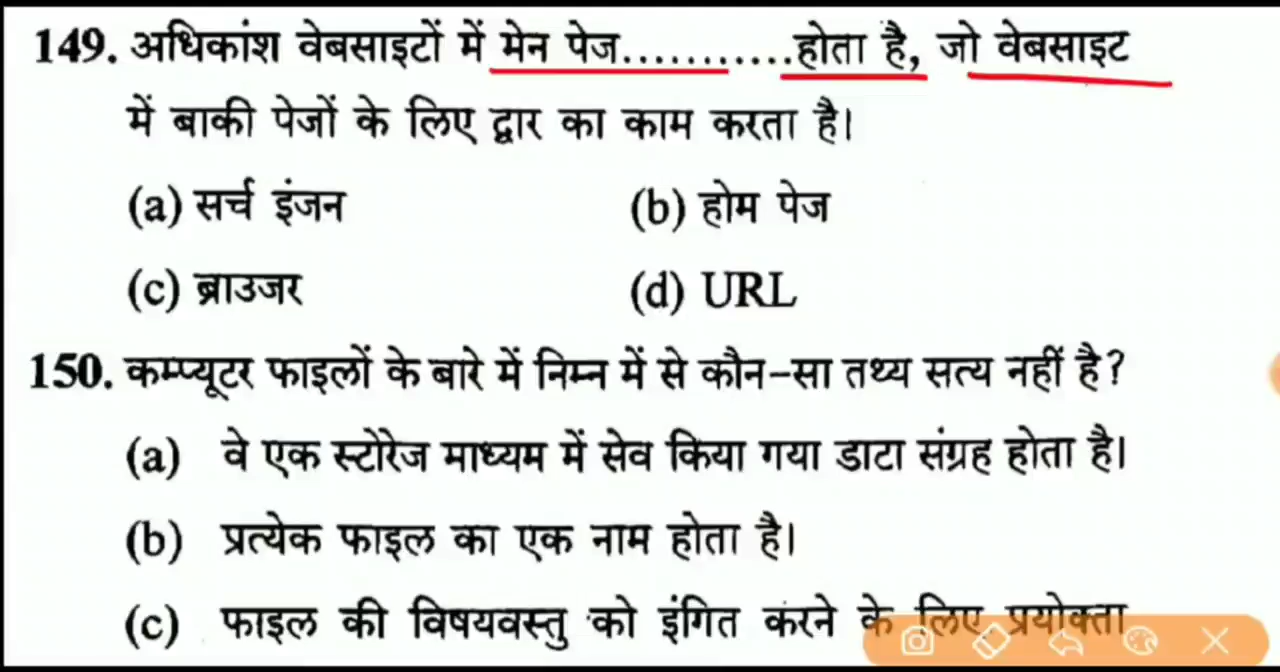 149. अधिकांश वेबसाइटों में मेन पेज...........होता है, जो वेबसाइट
में बाकी पेजों के लिए द्वार का काम करता है।
(a) सर्च इंजन (b) होम पेज
(c) ब्राउजर (d) URL
150. कम्प्यूटर फाइलों के बारे में निम्न में से कौन-सा तथ्य सत्य नहीं है?
(a) वे एक स्टोरेज माध्यम में सेव किया गया डाटा संग्रह होता है।
(b) प्रत्येक फाइल का एक नाम होता है।
(c) फाइल की विषयवस्तु को इंगित करने के लिए प्रयोक्ता